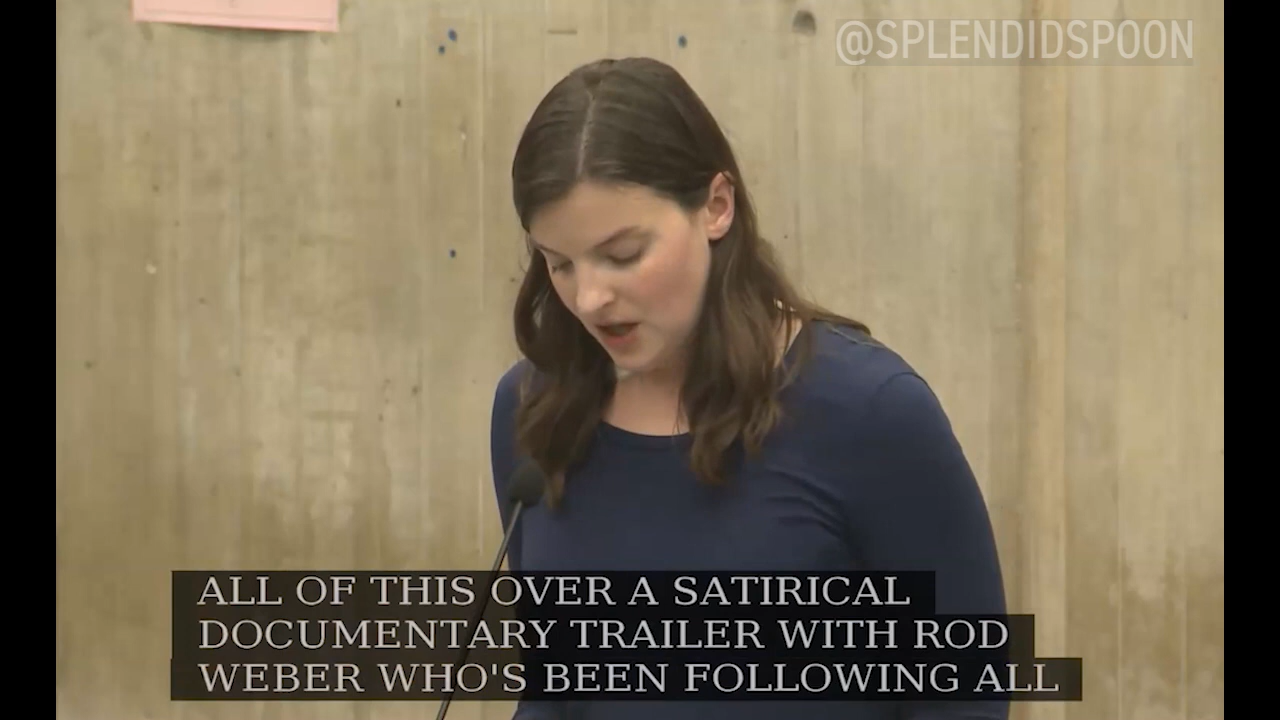 @SPLENDIDSPOON
ALL OF THIS OVER A SATIRICAL
DOCUMENTARY TRAILER WITH ROD
WEBER WHO'S BEEN FOLLOWING ALL